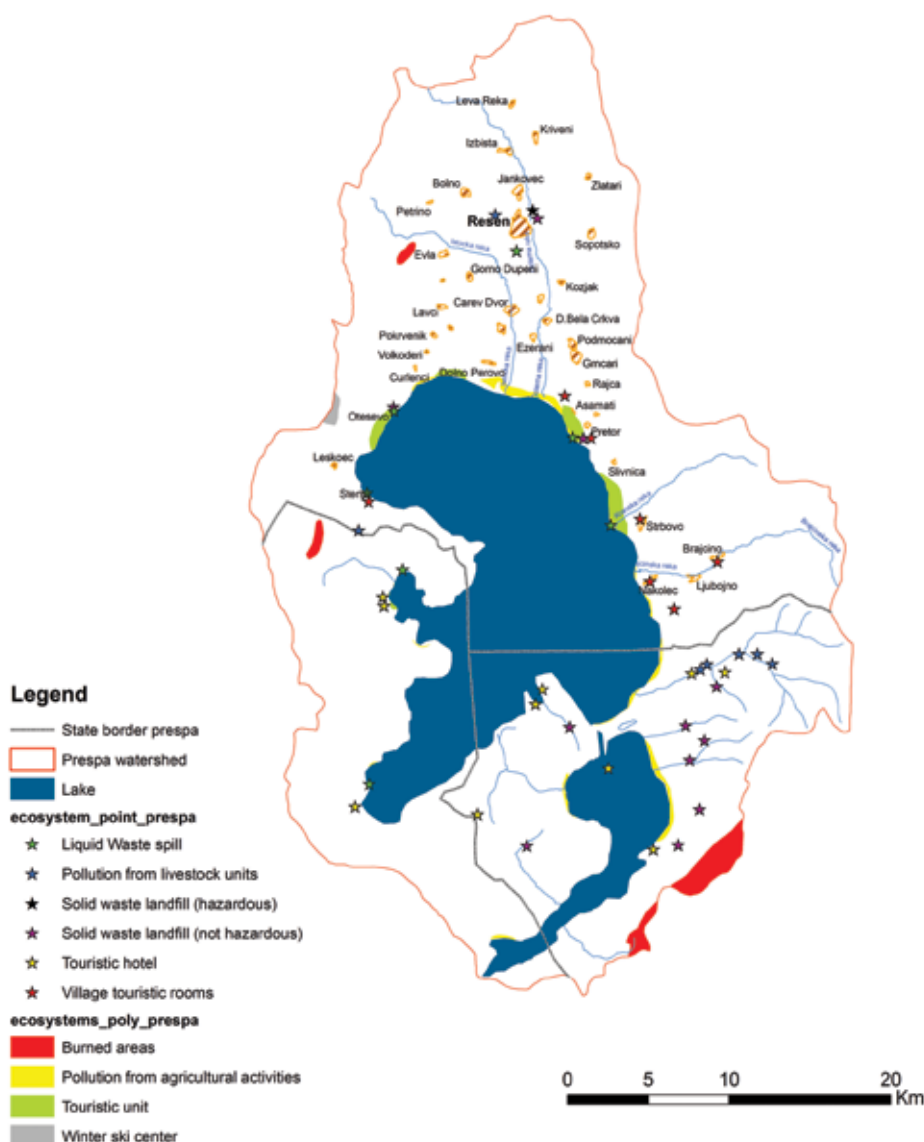 Leva Reka
Kriveni
Izbista
Jankovec
Zlatari
Bolno
Petrino
Resen
Sopotsko
Evla
Gorno Dupeni
Kozjak
Carev Dvor
Lavci
D.Bela Crkva
Pokrvenik
Podmocani
Ezerani
Volkoderi
Grncari
Curlenci
Dolno Perovo
Rajca
Asamati
Otesevo
Pretor
Leskoec
Slivnica
Stenje
Strbovo
Brajcino
Nakolec
Ljubojno
Legend
State border prespa
Prespa watershed
Lake
ecosystem_point_prespa
Liquid Waste spill
Pollution from livestock units
Solid waste landfill (hazardous)
Solid waste landfill (not hazardous)
Touristic hotel
Village touristic rooms
ecosystems_poly_prespa
Burned areas
Pollution from agricultural activities
Touristic unit
Winter ski center
0 5 10 20
Km